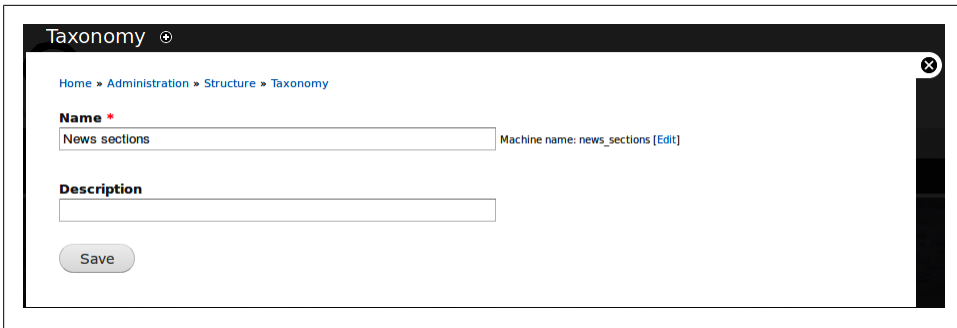 Taxonomy
Home » Administration » Structure » Taxonomy
Name *
News sections Machine name: news_sections [Edit]
Description
Save